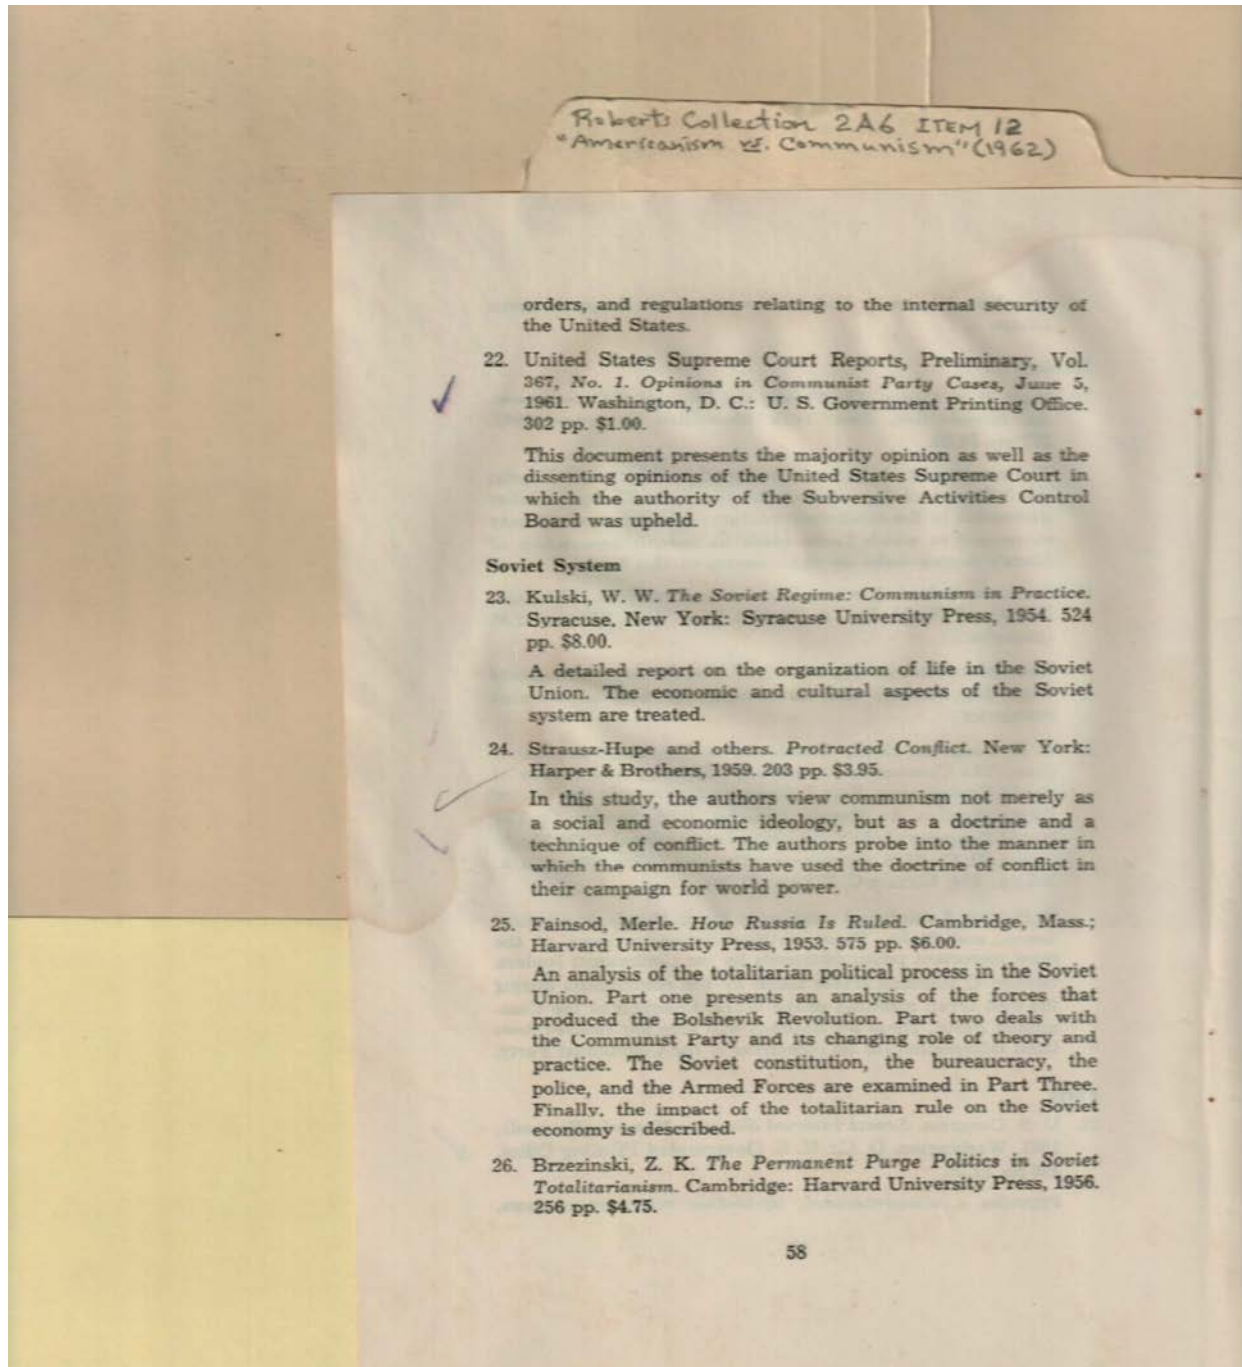 Roberts Collection 2A6 ITEM 12
"Americanism vs. Communism" (1962)
orders, and regulations relating to the internal security of
the United States.
22. United States Supreme Court Reports, Preliminary, Vol.
367, No. 1. Opinions in Communist Party Cases, June 5,
1961. Washington, D. C.: U. S. Government Printing Office.
302 pp. $1.00.
This document presents the majority opinion as well as the
dissenting opinions of the United States Supreme Court in
which the authority of the Subversive Activities Control
Board was upheld.
Soviet System
23. Kulski, W. W. The Soviet Regime: Communism in Practice.
Syracuse, New York: Syracuse University Press, 1954. 524
pp. $8.00.
A detailed report on the organization of life in the Soviet
Union. The economic and cultural aspects of the Soviet
system are treated.
24. Strausz-Hupe and others. Protracted Conflict. New York:
Harper & Brothers, 1959. 203 pp. $3.95.
In this study, the authors view communism not merely as
a social and economic ideology, but as a doctrine and a
technique of conflict. The authors probe into the manner in
which the communists have used the doctrine of conflict in
their campaign for world power.
25. Fainsod, Merle. How Russia Is Ruled. Cambridge, Mass.;
Harvard University Press, 1953. 575 pp. $6.00.
An analysis of the totalitarian political process in the Soviet
Union. Part one presents an analysis of the forces that
produced the Bolshevik Revolution. Part two deals with
the Communist Party and its changing role of theory and
practice. The Soviet constitution, the bureaucracy, the
police, and the Armed Forces are examined in Part Three.
Finally, the impact of the totalitarian rule on the Soviet
economy is described.
26. Brzezinski, Z. K. The Permanent Purge Politics in Soviet
Totalitarianism. Cambridge: Harvard University Press, 1956.
256 pp. $4.75.
58